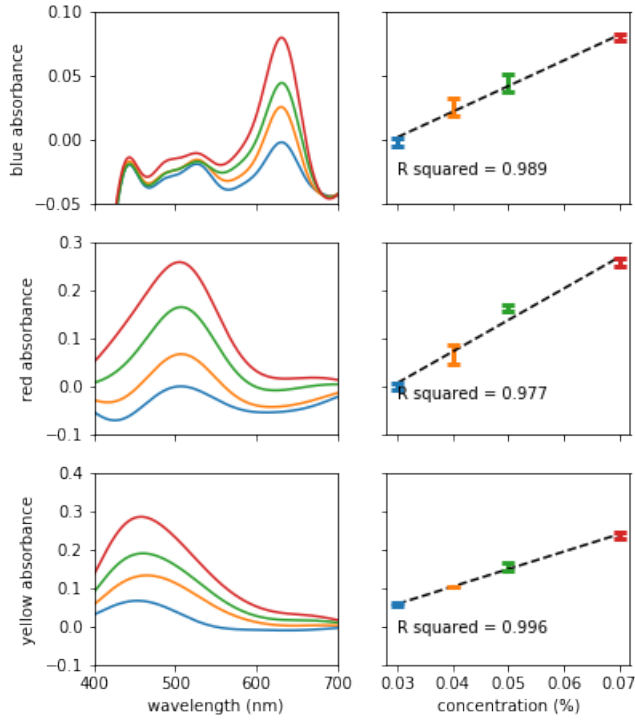 0.10
0.05
0.00
−0.05
blue absorbance
R squared = 0.989
0.3
0.2
0.1
0.0
−0.1
red absorbance
R squared = 0.977
0.4
0.3
0.2
0.1
0.0
−0.1
yellow absorbance
R squared = 0.996
400 500 600 700
wavelength (nm)
0.03 0.04 0.05 0.06 0.07
concentration (%)